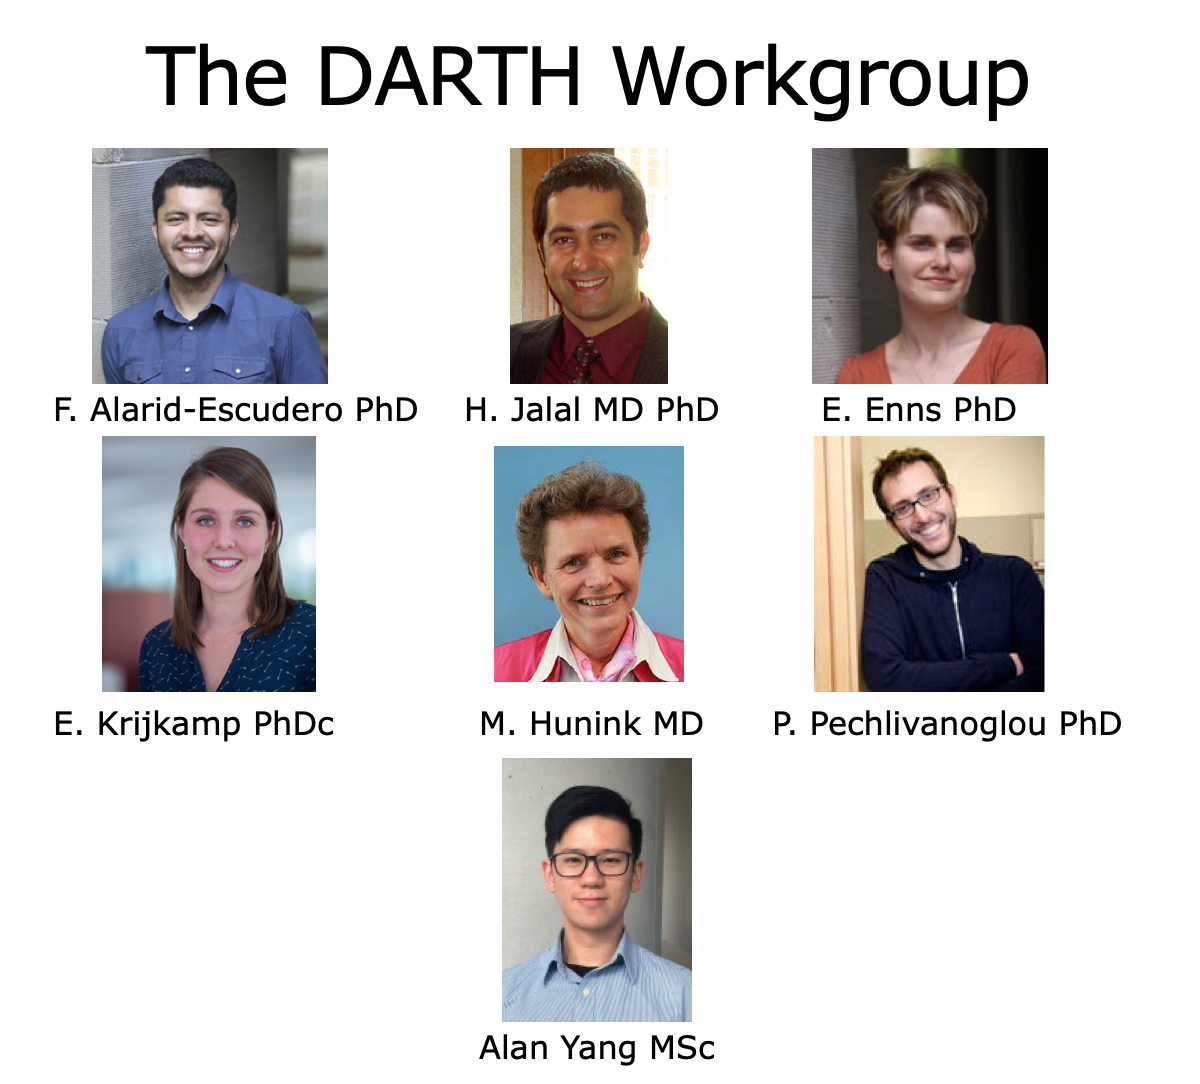 The DARTH Workgroup
F. Alarid-Escudero PhD
H. Jalal MD PhD
E. Enns PhD
E. Krijkamp PhDc
M. Hunink MD
P. Pechlivanoglou PhD
Alan Yang MSc